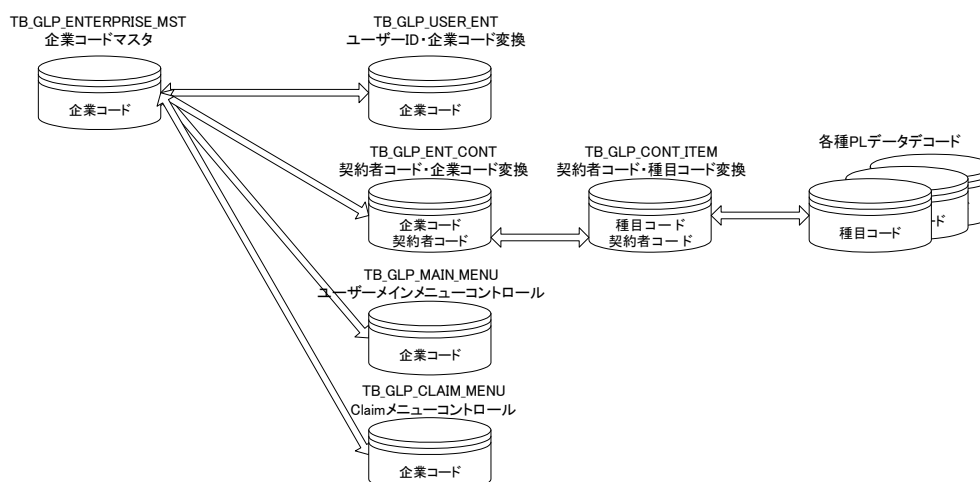 TB_GLP_ENTERPRISE_MST
企業コードマスタ
企業コード
TB_GLP_USER_ENT
ユーザーID・企業コード変換
企業コード
TB_GLP_ENT_CONT
契約者コード・企業コード変換
企業コード
契約者コード
TB_GLP_CONT_ITEM
契約者コード・種目コード変換
種目コード
契約者コード
各種PLデータデコード
種目コード
ード
TB_GLP_MAIN_MENU
ユーザーメインメニューコントロール
企業コード
TB_GLP_CLAIM_MENU
Claimメニューコントロール
企業コード